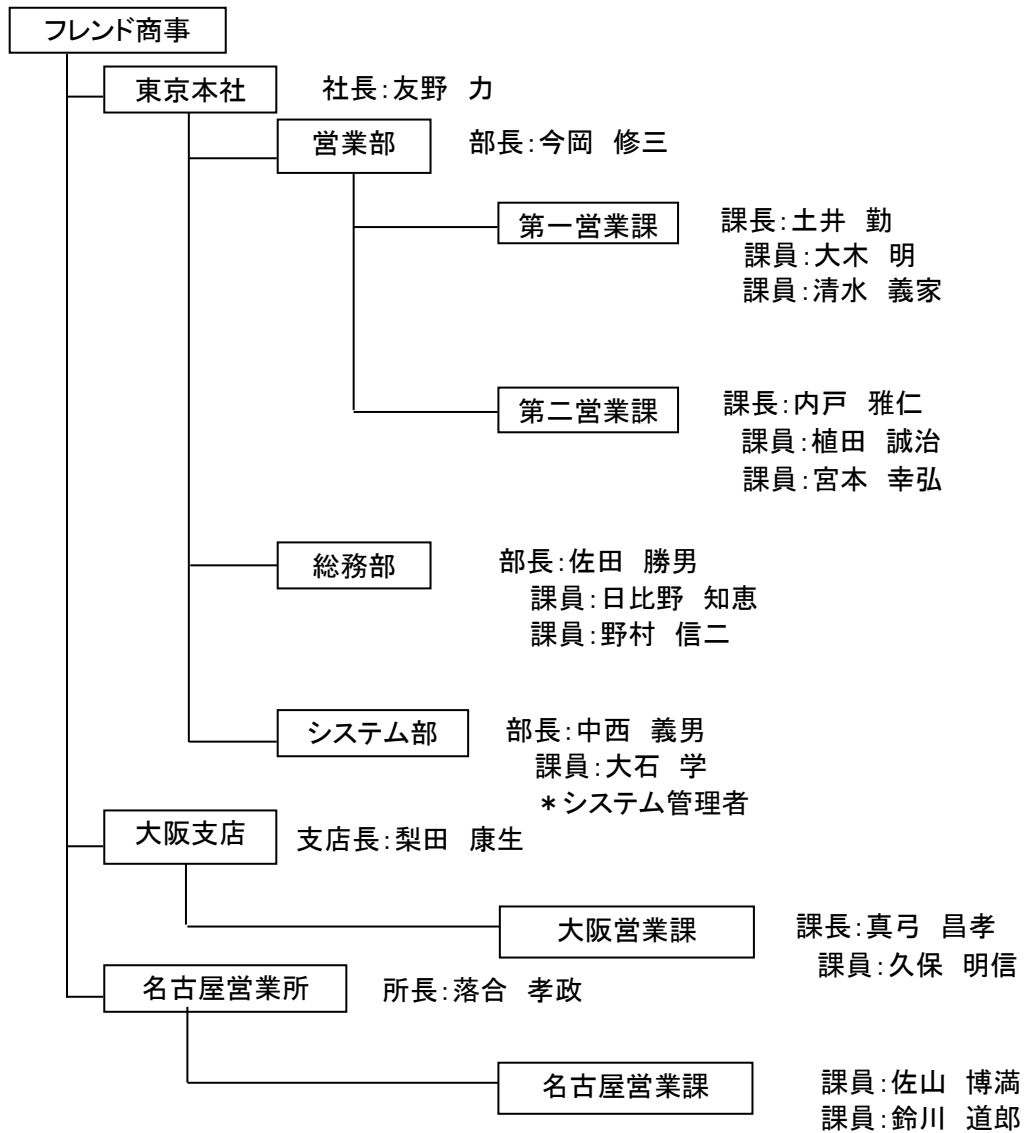 フレンド商事
東京本社　社長：友野　力
営業部　部長：今岡　修三
第一営業課　課長：土井　勤
課員：大木　明
課員：清水　義家
第二営業課　課長：内戸　雅仁
課員：植田　誠治
課員：宮本　幸弘
総務部　部長：佐田　勝男
課員：日比野　知恵
課員：野村　信二
システム部　部長：中西　義男
課員：大石　学
＊システム管理者
大阪支店　支店長：梨田　康生
大阪営業課　課長：真弓　昌孝
課員：久保　明信
名古屋営業所　所長：落合　孝政
名古屋営業課　課員：佐山　博満
課員：鈴川　道郎